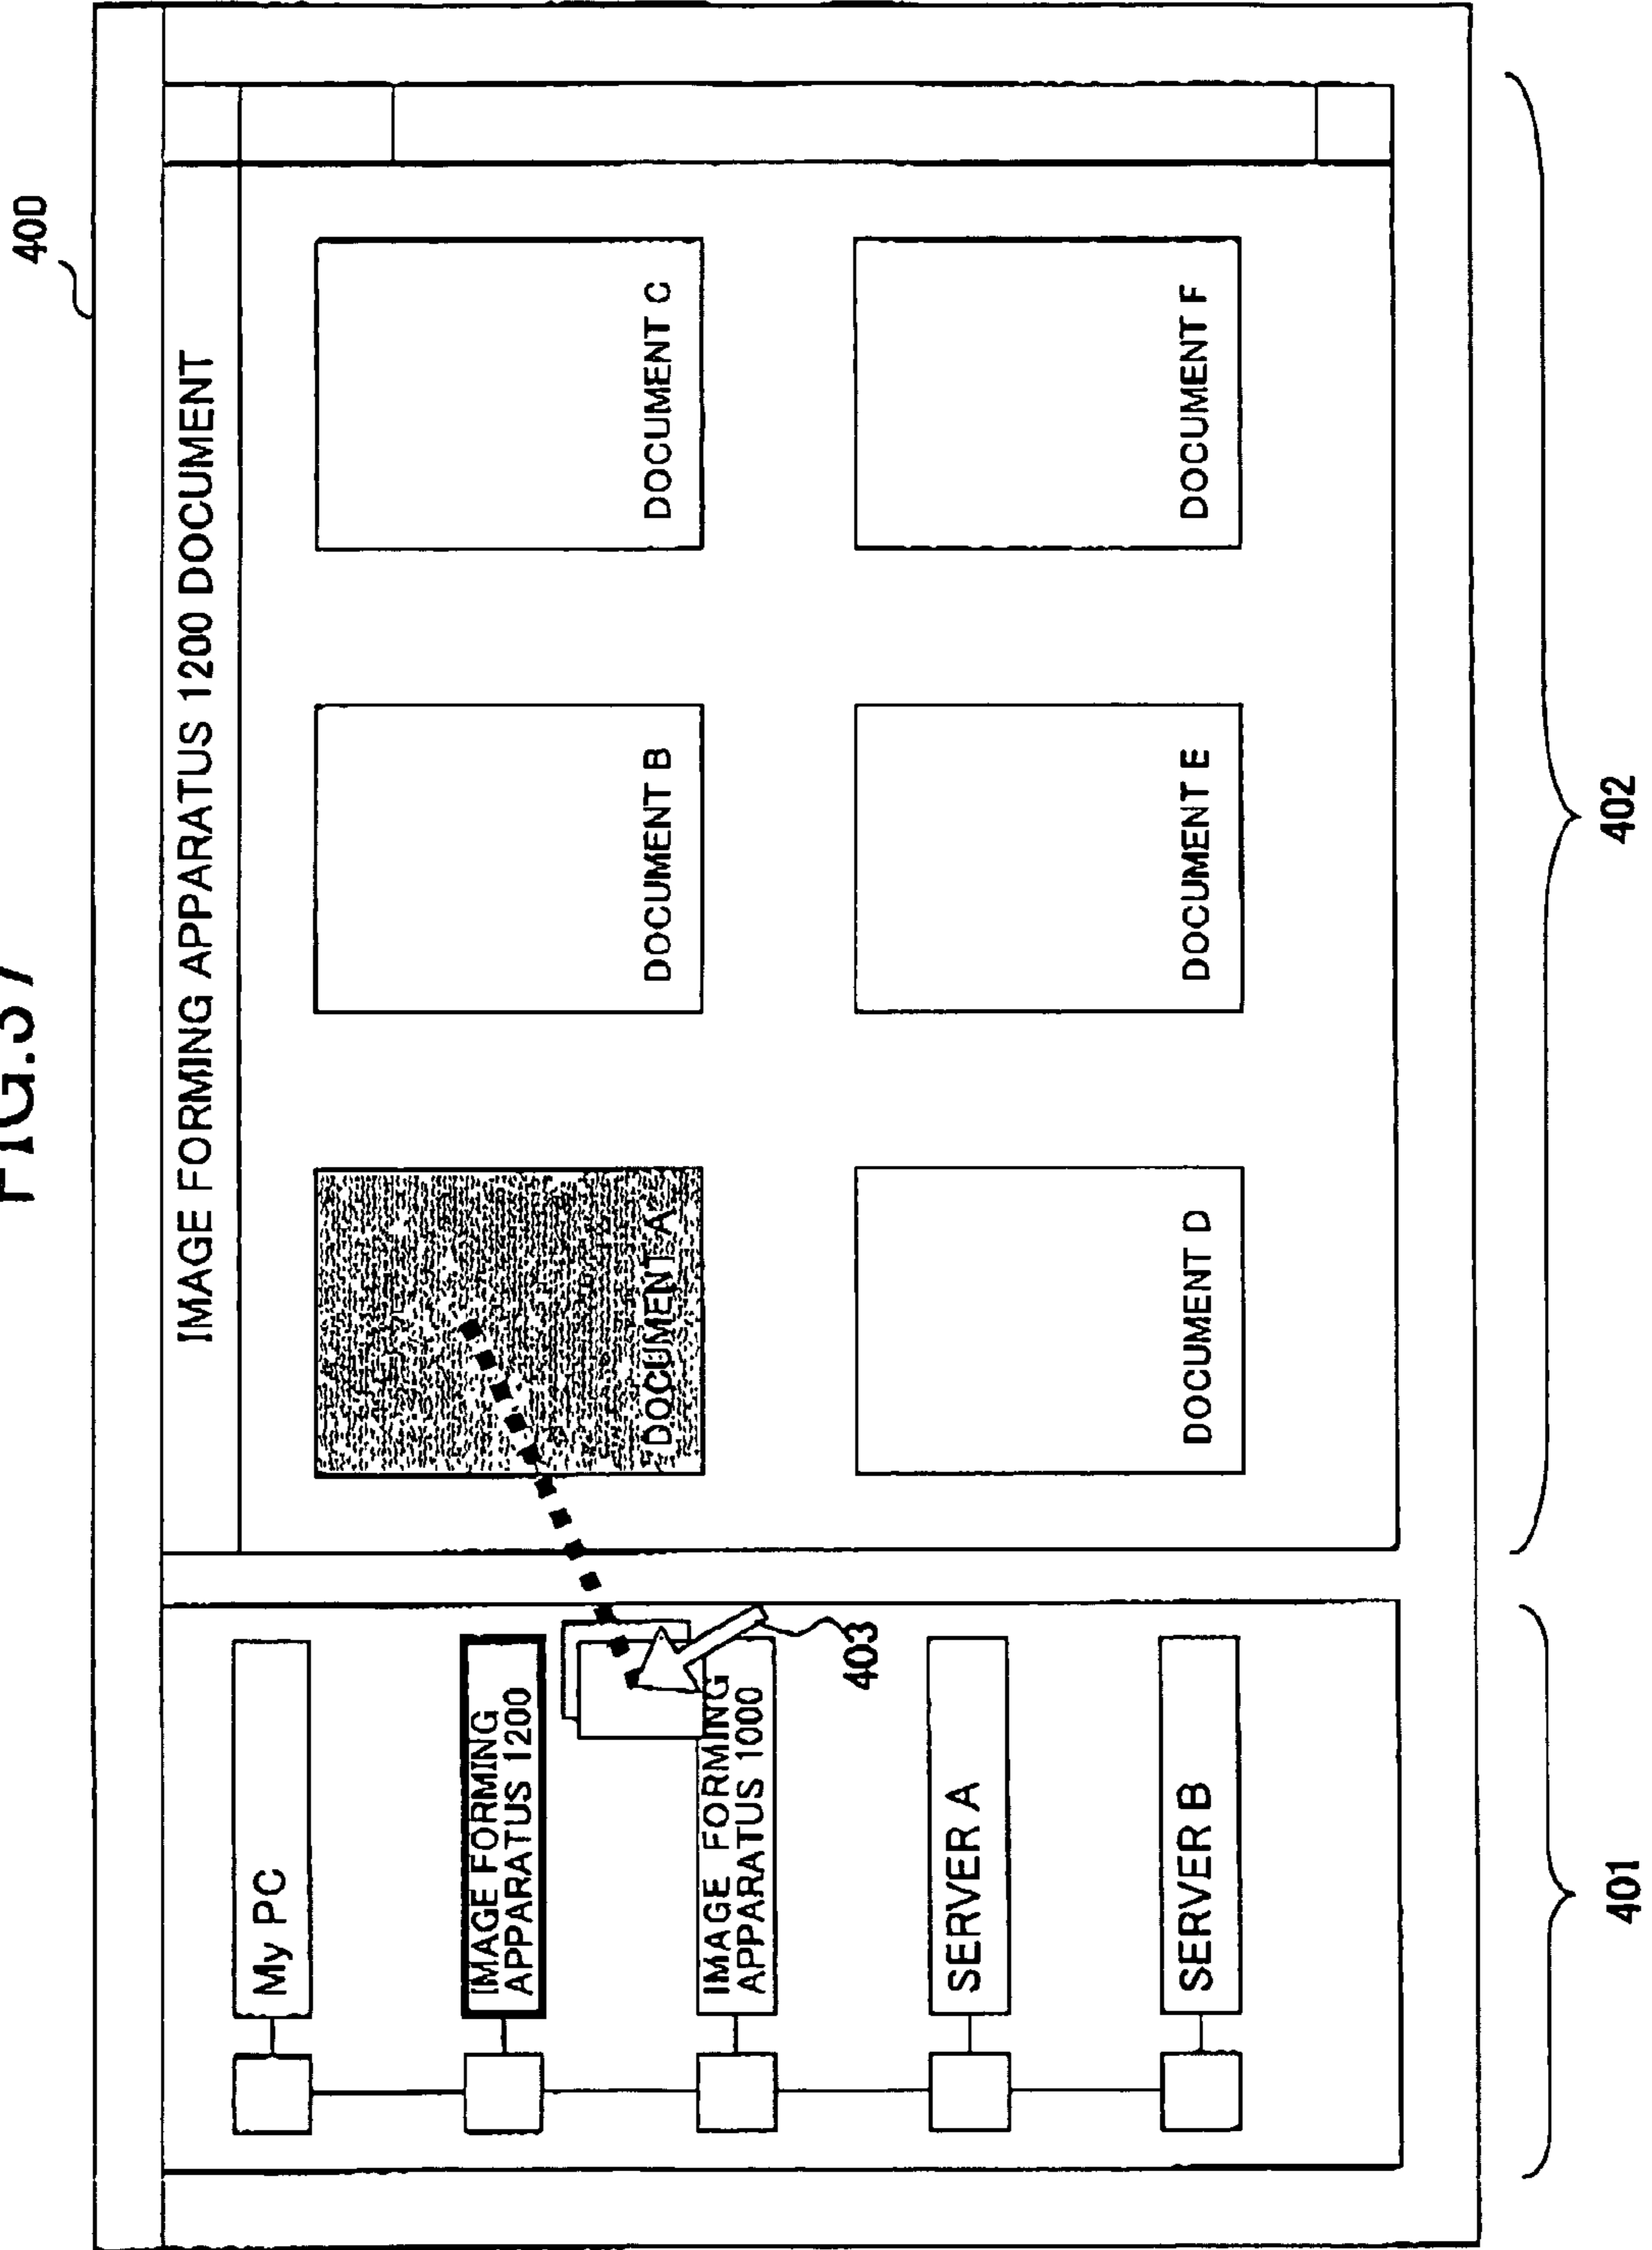 FIG.37
400
IMAGE FORMING APPARATUS 1200 DOCUMENT
My PC
IMAGE FORMING
APPARATUS 1200
IMAGE FORMING
APPARATUS 1000
SERVER A
SERVER B
403
DOCUMENT A
DOCUMENT B
DOCUMENT C
DOCUMENT D
DOCUMENT E
DOCUMENT F
401
402